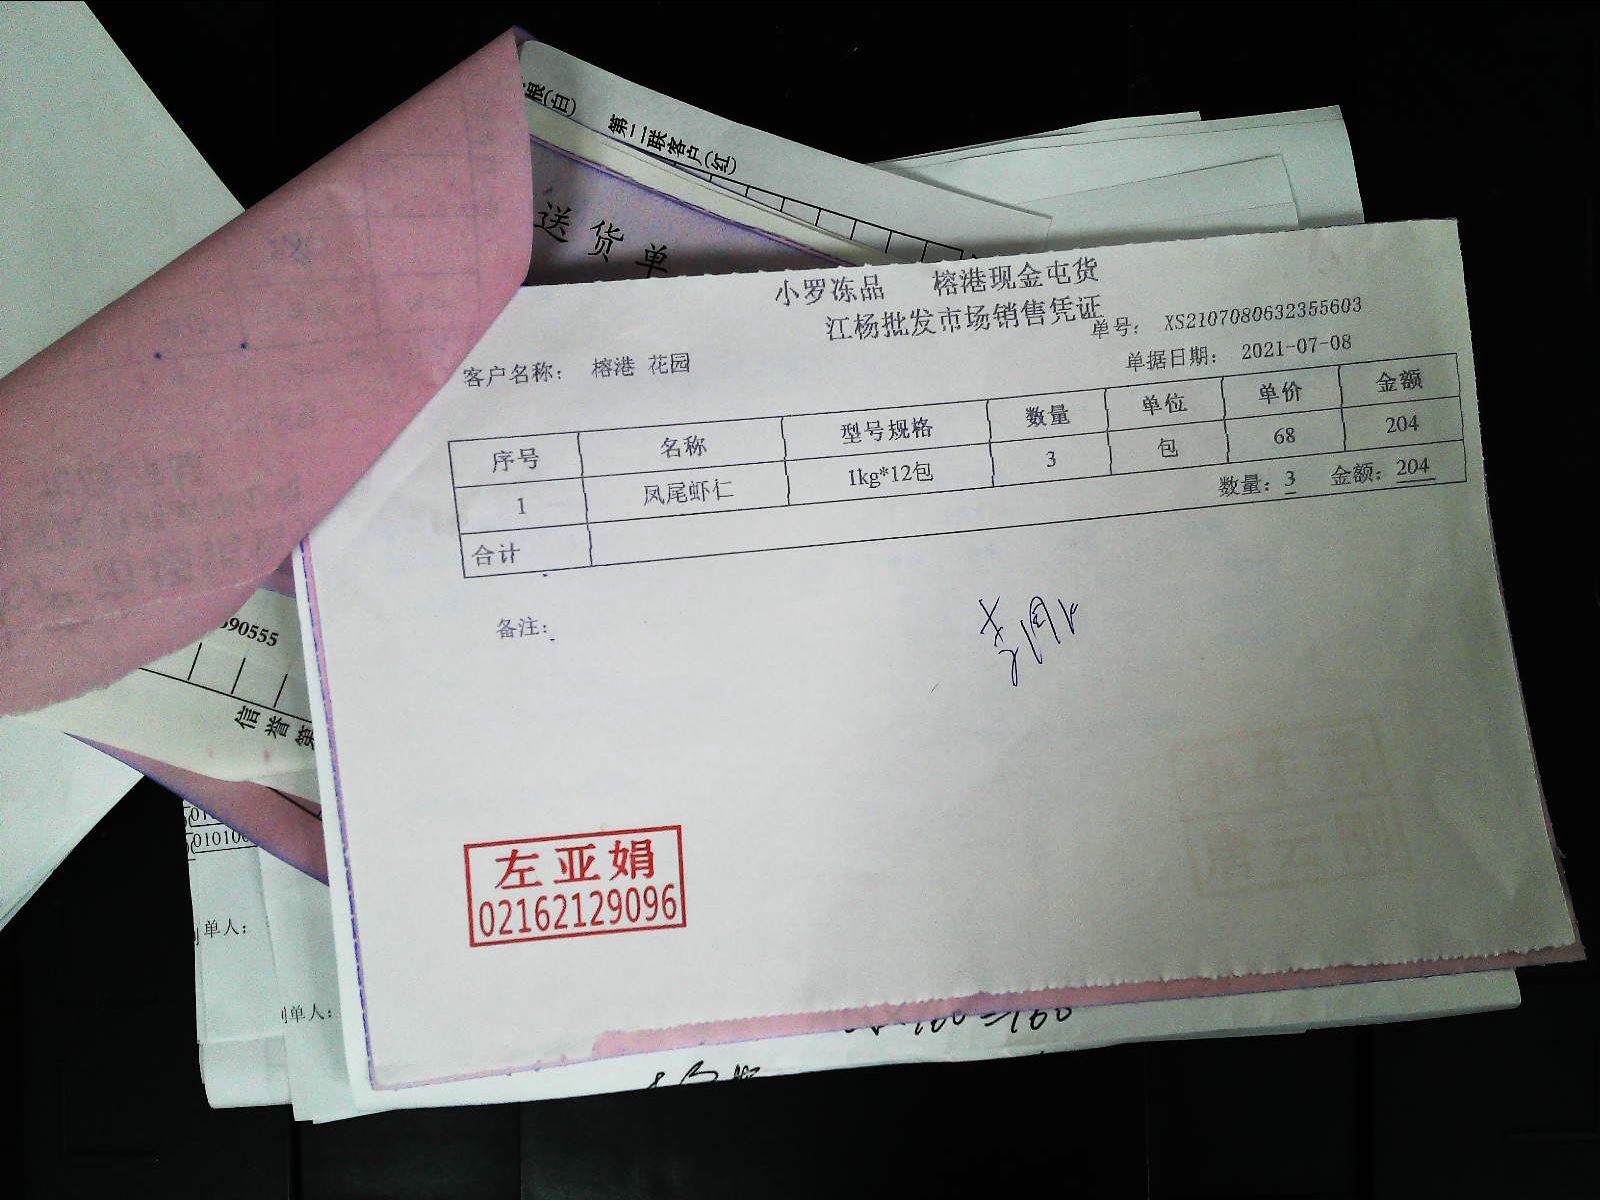 根(白) 第二联客户(红)
送货单
小罗冻品 榕港现金屯货
江杨批发市场销售凭证
单号: XS2107080632355603
客户名称: 榕港 花园
单据日期: 2021-07-08
序号 名称 型号规格 数量 单位 单价 金额
1 凤尾虾仁 1kg*12包 3 包 68 204
合计 数量: 3 金额: 204
备注:
90555
信誉第
左亚娟
02162129096
010100
单人:
制单人: